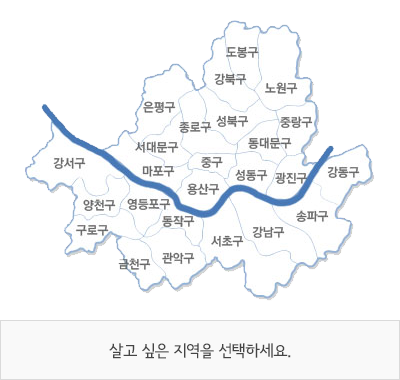 도봉구
강북구
노원구
은평구
종로구
성북구
중랑구
서대문구
동대문구
강서구
마포구
중구
성동구
광진구
강동구
용산구
양천구
영등포구
동작구
송파구
구로구
서초구
강남구
금천구
관악구
살고 싶은 지역을 선택하세요.